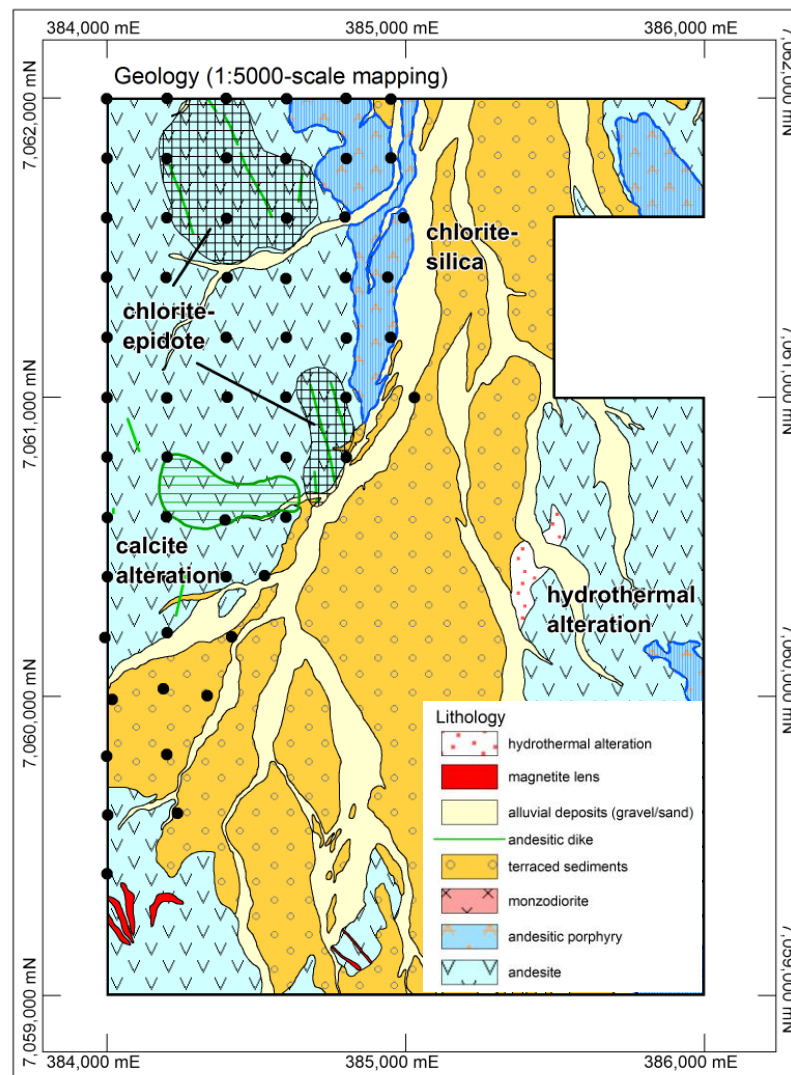 384,000 mE
385,000 mE
386,000 mE
Geology (1:5000-scale mapping)
7,062,000 mN
7,062,000 mN
chlorite-
silica
chlorite-
epidote
7,061,000 mN
7,061,000 mN
calcite
alteration
hydrothermal
alteration
7,060,000 mN
7,060,000 mN
Lithology
hydrothermal alteration
magnetite lens
alluvial deposits (gravel/sand)
andesitic dike
terraced sediments
monzodiorite
andesitic porphyry
andesite
7,059,000 mN
7,059,000 mN
384,000 mE
385,000 mE
386,000 mE